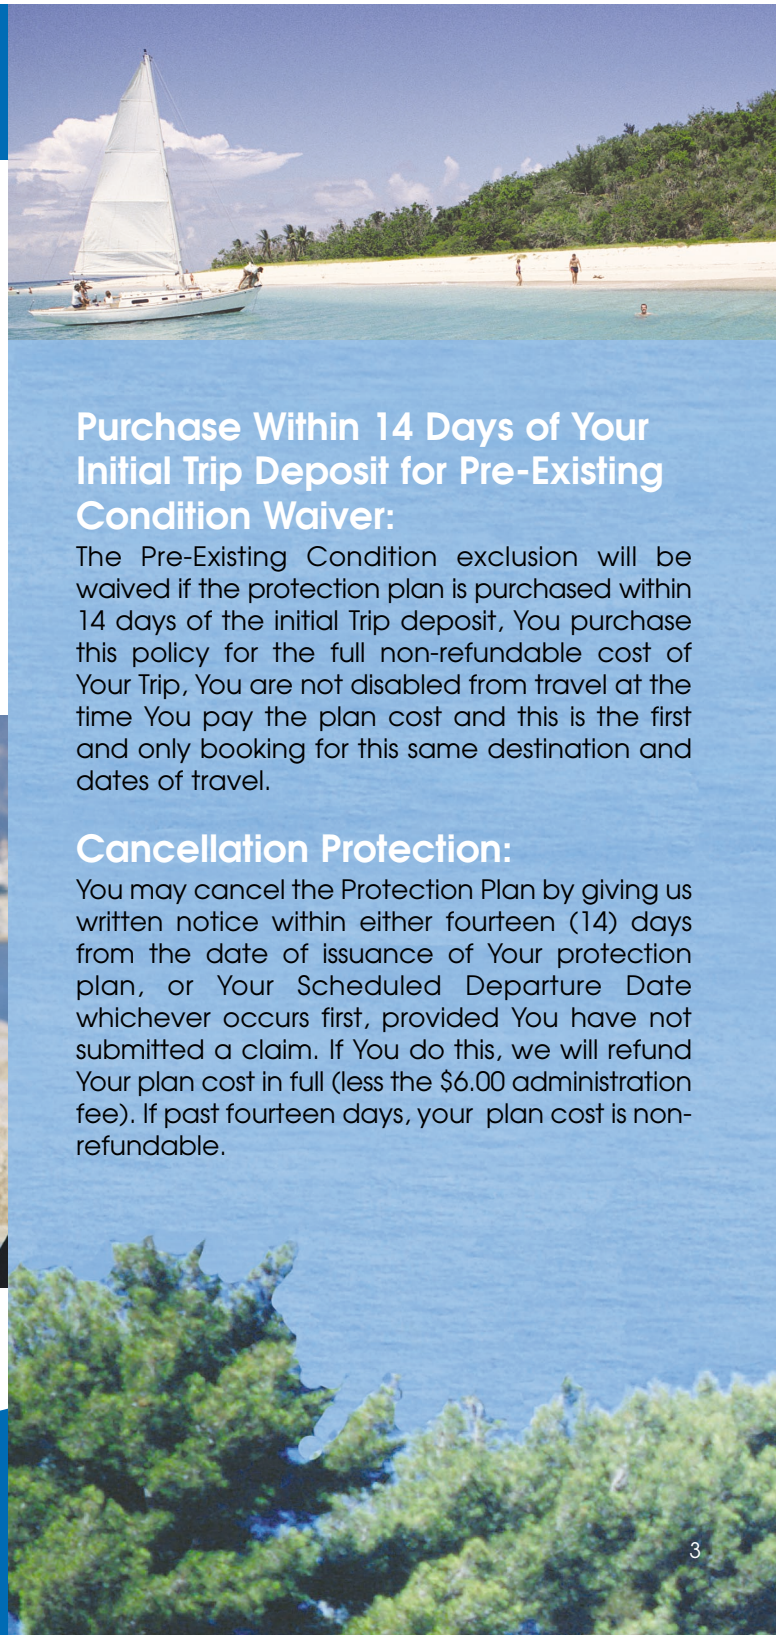 Purchase Within 14 Days of Your
Initial Trip Deposit for Pre-Existing
Condition Waiver:
The Pre-Existing Condition exclusion will be
waived if the protection plan is purchased within
14 days of the initial Trip deposit, You purchase
this policy for the full non-refundable cost of
Your Trip, You are not disabled from travel at the
time You pay the plan cost and this is the first
and only booking for this same destination and
dates of travel.
Cancellation Protection:
You may cancel the Protection Plan by giving us
written notice within either fourteen (14) days
from the date of issuance of Your protection
plan, or Your Scheduled Departure Date
whichever occurs first, provided You have not
submitted a claim. If You do this, we will refund
Your plan cost in full (less the $6.00 administration
fee). If past fourteen days, your  plan cost is non-
refundable.
3